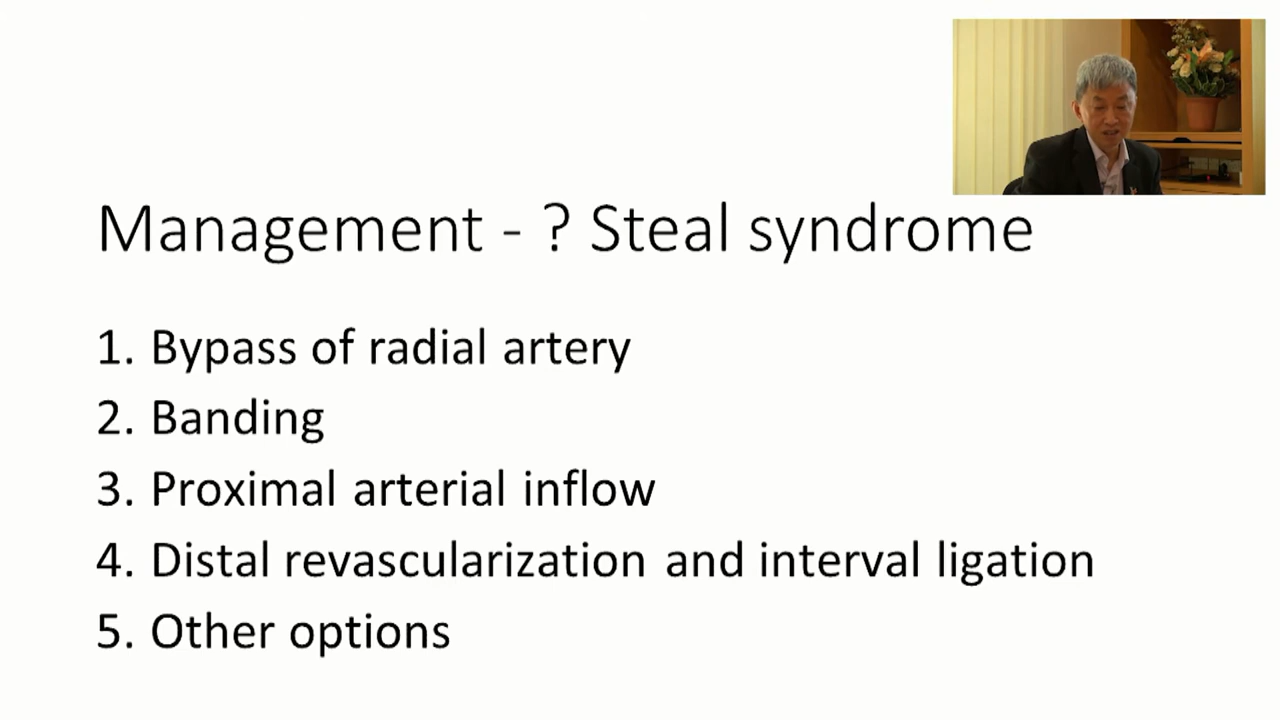 Management - ? Steal syndrome
1. Bypass of radial artery
2. Banding
3. Proximal arterial inflow
4. Distal revascularization and interval ligation
5. Other options